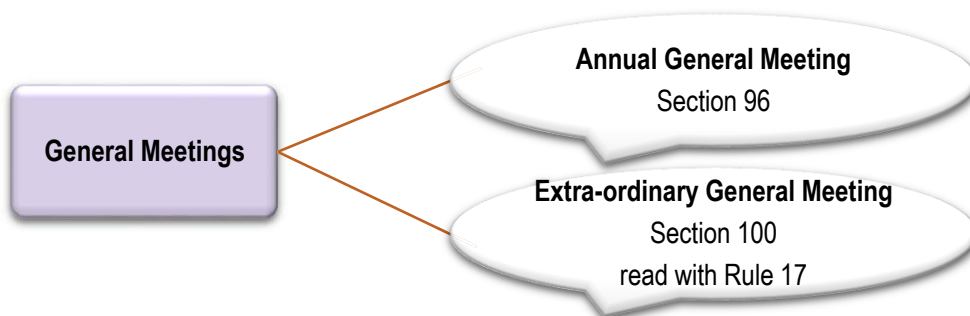 General Meetings
Annual General Meeting
Section 96
Extra-ordinary General Meeting
Section 100
read with Rule 17